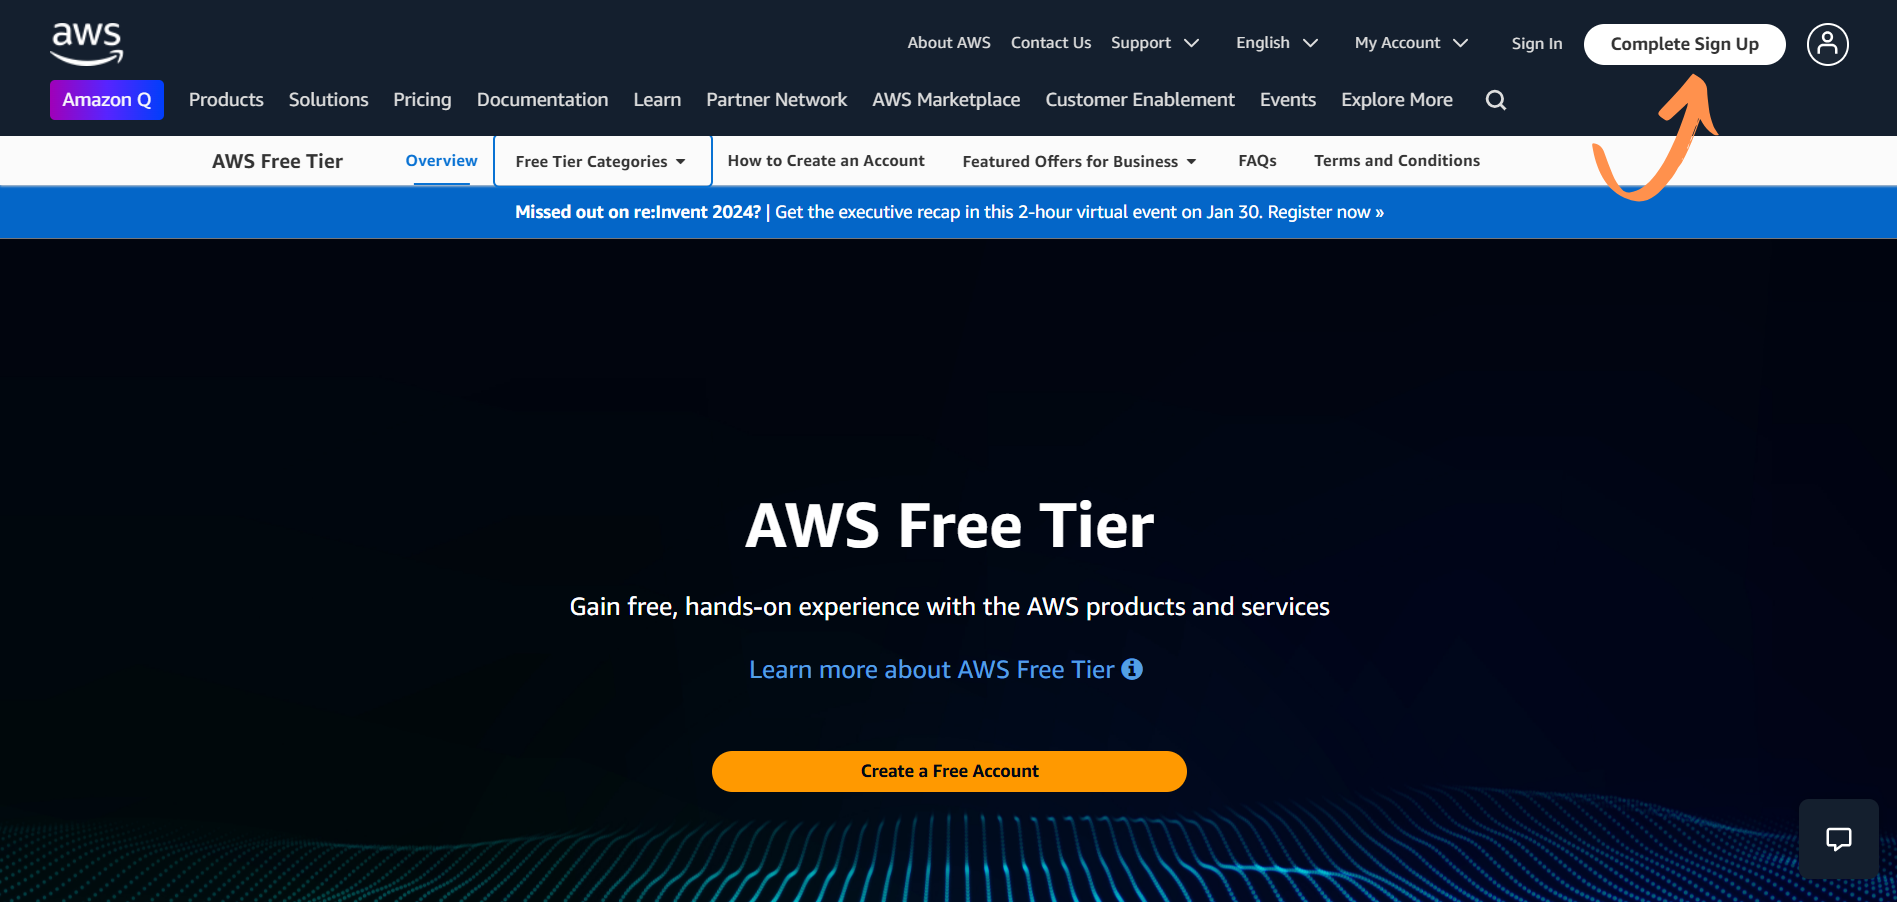 aws
About AWS Contact Us Support English My Account Sign In Complete Sign Up
Amazon Q Products Solutions Pricing Documentation Learn Partner Network AWS Marketplace Customer Enablement Events Explore More
AWS Free Tier Overview Free Tier Categories How to Create an Account Featured Offers for Business FAQs Terms and Conditions
Missed out on re:Invent 2024? | Get the executive recap in this 2-hour virtual event on Jan 30. Register now »
AWS Free Tier
Gain free, hands-on experience with the AWS products and services
Learn more about AWS Free Tier
Create a Free Account